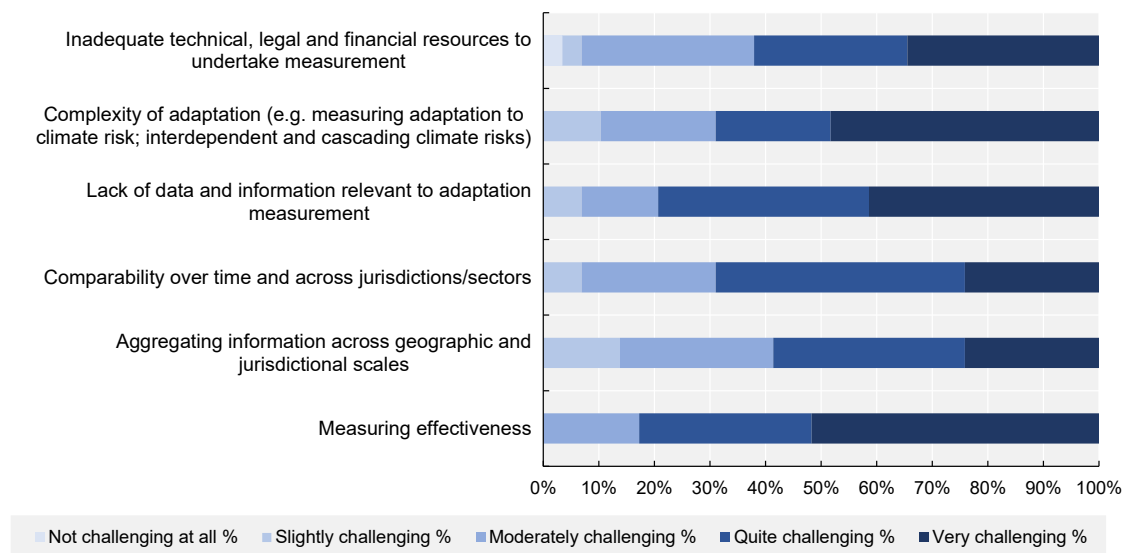 Inadequate technical, legal and financial resources to
undertake measurement
Complexity of adaptation (e.g. measuring adaptation to
climate risk; interdependent and cascading climate risks)
Lack of data and information relevant to adaptation
measurement
Comparability over time and across jurisdictions/sectors
Aggregating information across geographic and
jurisdictional scales
Measuring effectiveness
0% 10% 20% 30% 40% 50% 60% 70% 80% 90% 100%
Not challenging at all % Slightly challenging % Moderately challenging % Quite challenging % Very challenging %